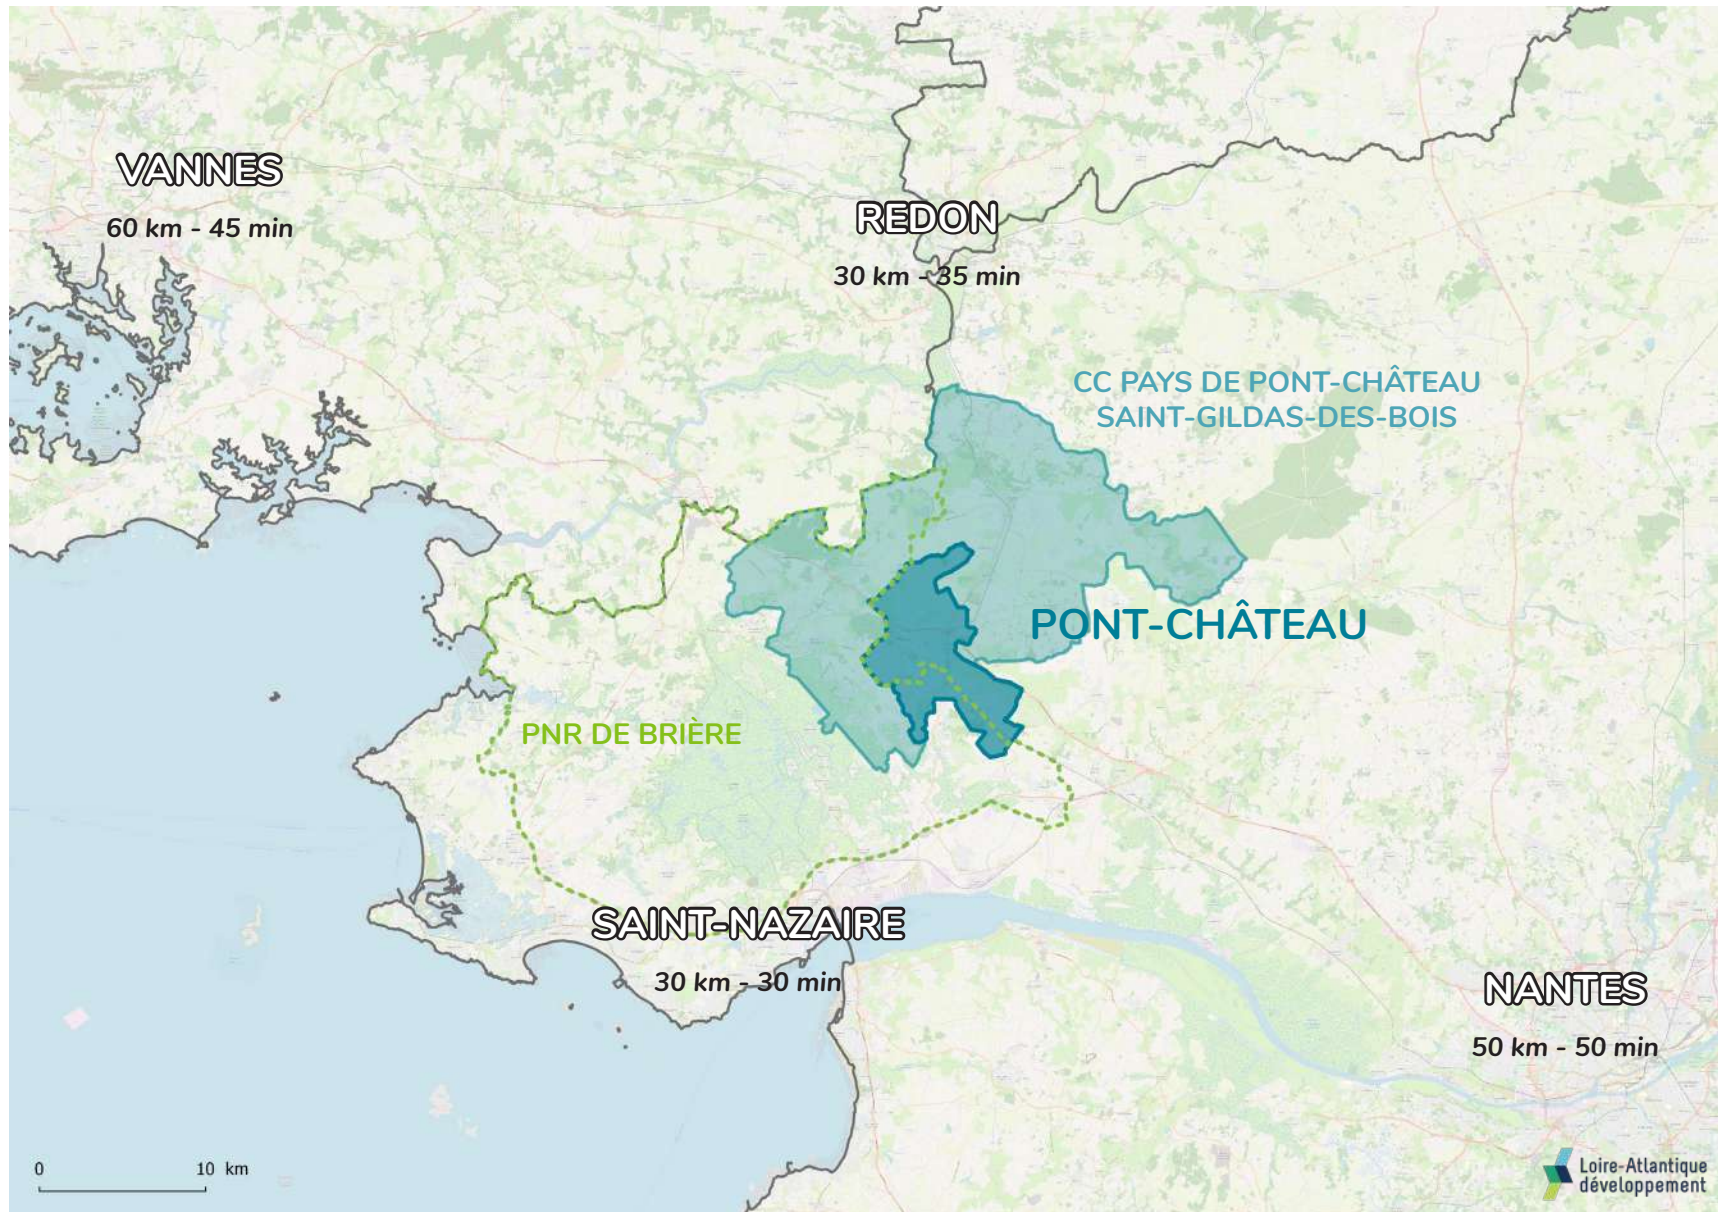 VANNES
60 km - 45 min
REDON
30 km - 35 min
CC PAYS DE PONT-CHÂTEAU
SAINT-GILDAS-DES-BOIS
PONT-CHÂTEAU
PNR DE BRIÈRE
SAINT-NAZAIRE
30 km - 30 min
NANTES
50 km - 50 min
0 10 km
Loire-Atlantique
développement